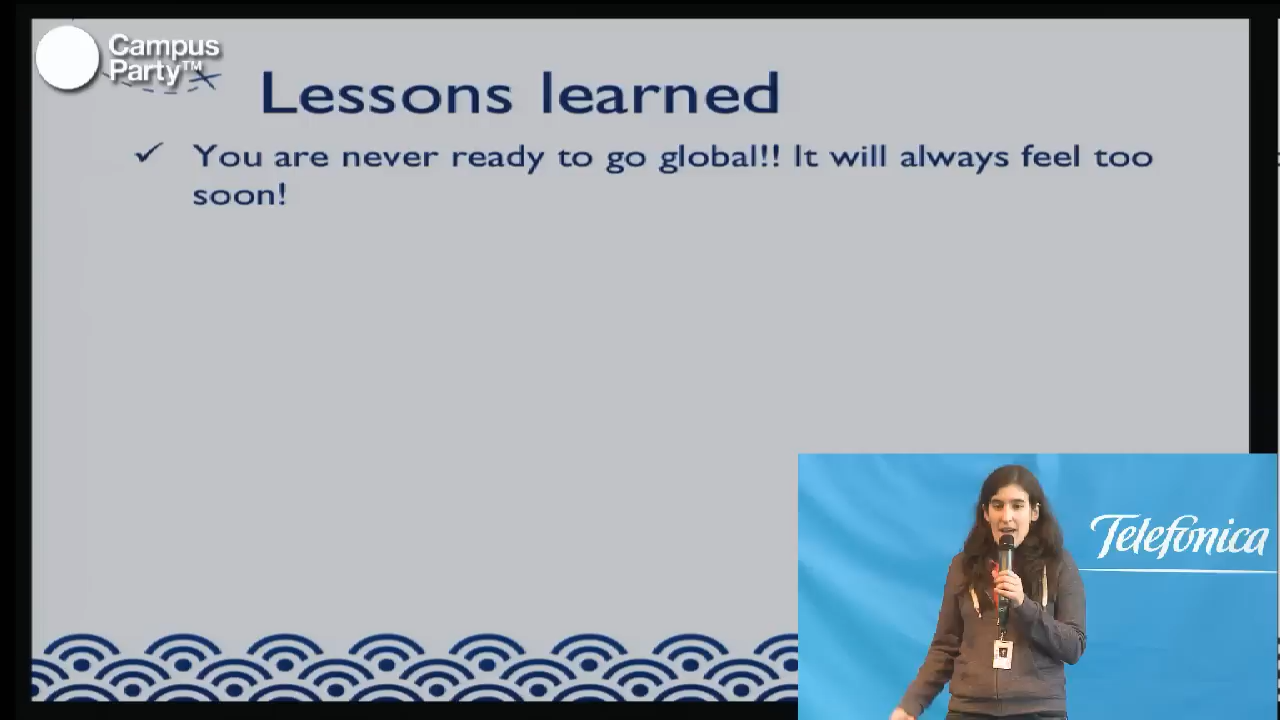 Campus
Party™
Lessons learned
✓ You are never ready to go global!! It will always feel too
soon!
Telefónica